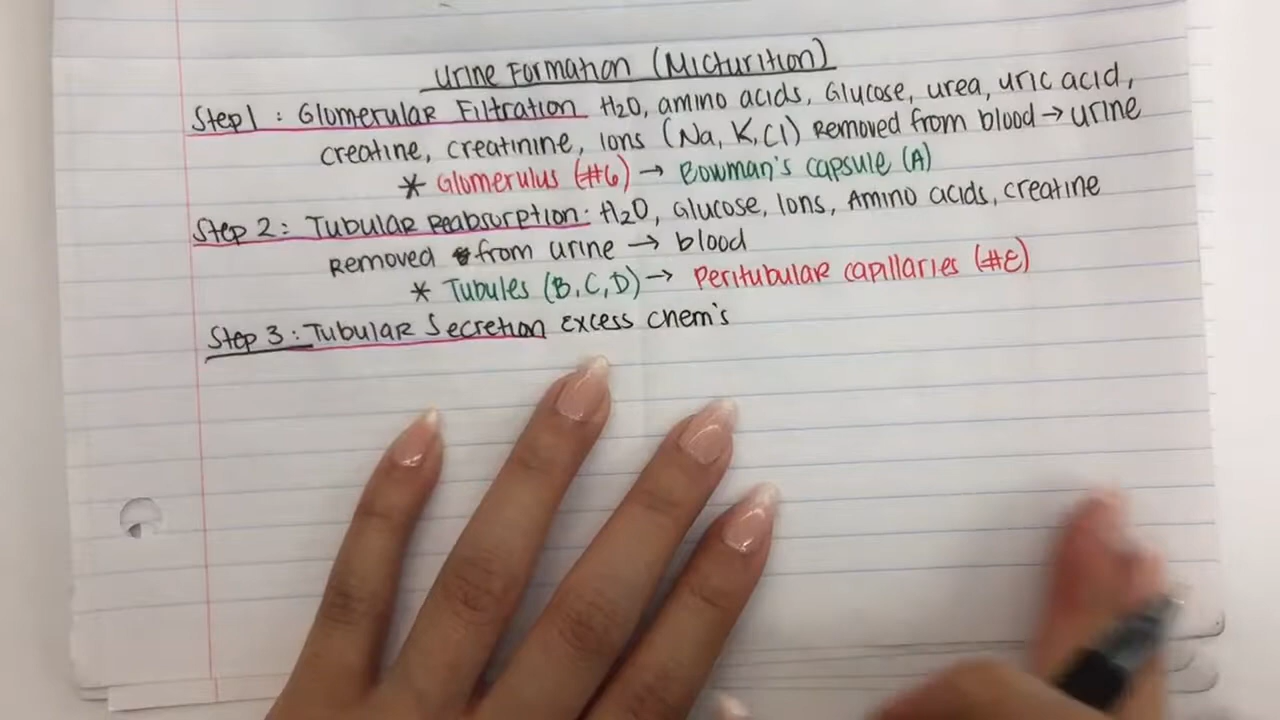 Urine Formation (Micturition)
Step 1: Glomerular Filtration H2O, amino acids, Glucose, urea, uric acid,
creatine, creatinine, Ions (Na, K, Cl) Removed from blood → urine
* Glomerulus (#6) → Bowman's capsule (A)
Step 2: Tubular Reabsorption: H2O, Glucose, Ions, Amino acids, creatine
Removed from urine → blood
* Tubules (B, C, D) → Peritubular capillaries (#E)
Step 3: Tubular Secretion Excess chem's